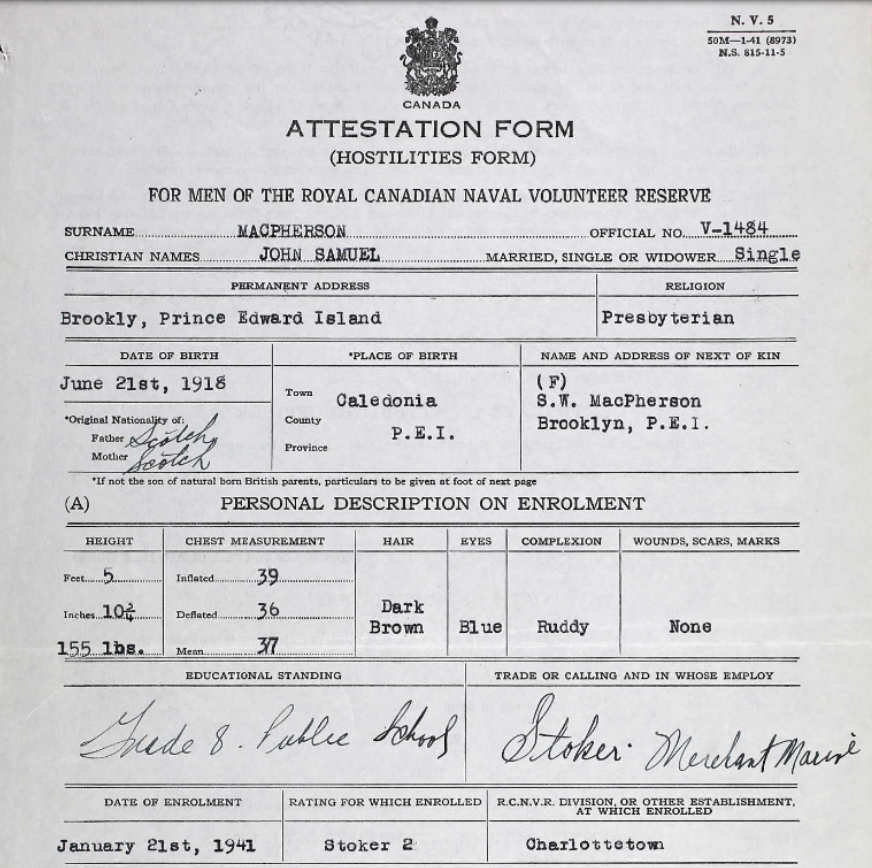 N. V. 5
50M—1-41 (8973)
N.S. 815-11-5
CANADA
ATTESTATION FORM
(HOSTILITIES FORM)
FOR MEN OF THE ROYAL CANADIAN NAVAL VOLUNTEER RESERVE
SURNAME MACPHERSON OFFICIAL NO. V-1484
CHRISTIAN NAMES JOHN SAMUEL MARRIED, SINGLE OR WIDOWER Single
PERMANENT ADDRESS RELIGION
Brookly, Prince Edward Island Presbyterian
DATE OF BIRTH *PLACE OF BIRTH NAME AND ADDRESS OF NEXT OF KIN
June 21st, 1918
*Original Nationality of:
Father Scotch
Mother Scotch
Town Caledonia
County
P.E.I.
Province
(F)
S.W. MacPherson
Brooklyn, P.E.I.
*If not the son of natural born British parents, particulars to be given at foot of next page
(A) PERSONAL DESCRIPTION ON ENROLMENT
HEIGHT CHEST MEASUREMENT HAIR EYES COMPLEXION WOUNDS, SCARS, MARKS
Feet 5 Inflated 39
Inches Deflated 36
155 lbs. Mean 37
Dark
Brown Blue Ruddy None
EDUCATIONAL STANDING TRADE OR CALLING AND IN WHOSE EMPLOY
Grade 8. Public School Stoker Merchant Marine
DATE OF ENROLMENT RATING FOR WHICH ENROLLED R.C.N.V.R. DIVISION, OR OTHER ESTABLISHMENT,
AT WHICH ENROLLED
January 21st, 1941 Stoker 2 Charlottetown